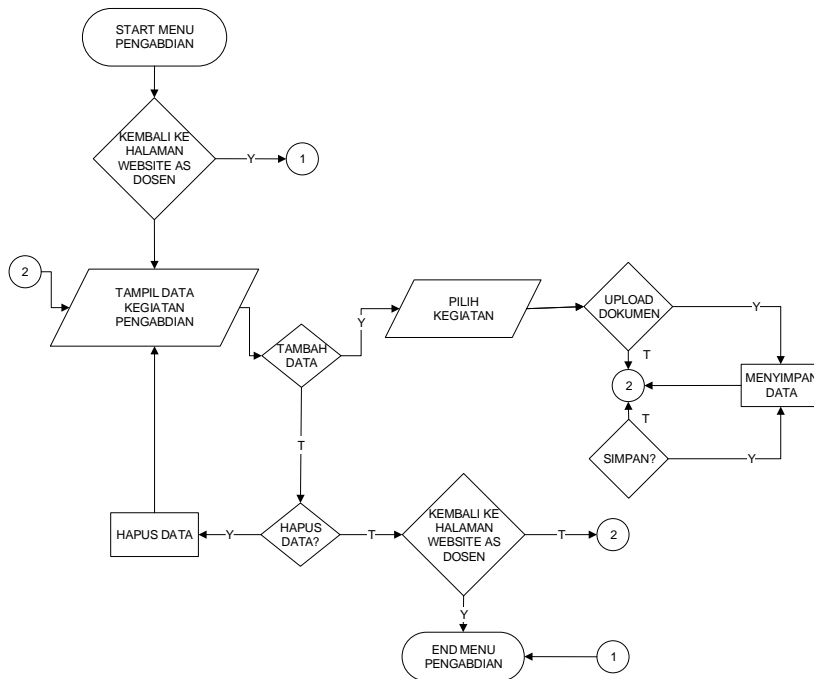 START MENU
PENGABDIAN
KEMBALI KE
HALAMAN
WEBSITE AS
DOSEN
Y
1
2
TAMPIL DATA
KEGIATAN
PENGABDIAN
TAMBAH
DATA
Y
PILIH
KEGIATAN
UPLOAD
DOKUMEN
Y
T
2
MENYIMPAN
DATA
T
SIMPAN?
Y
T
HAPUS DATA
Y
HAPUS
DATA?
T
KEMBALI KE
HALAMAN
WEBSITE AS
DOSEN
T
2
Y
END MENU
PENGABDIAN
1